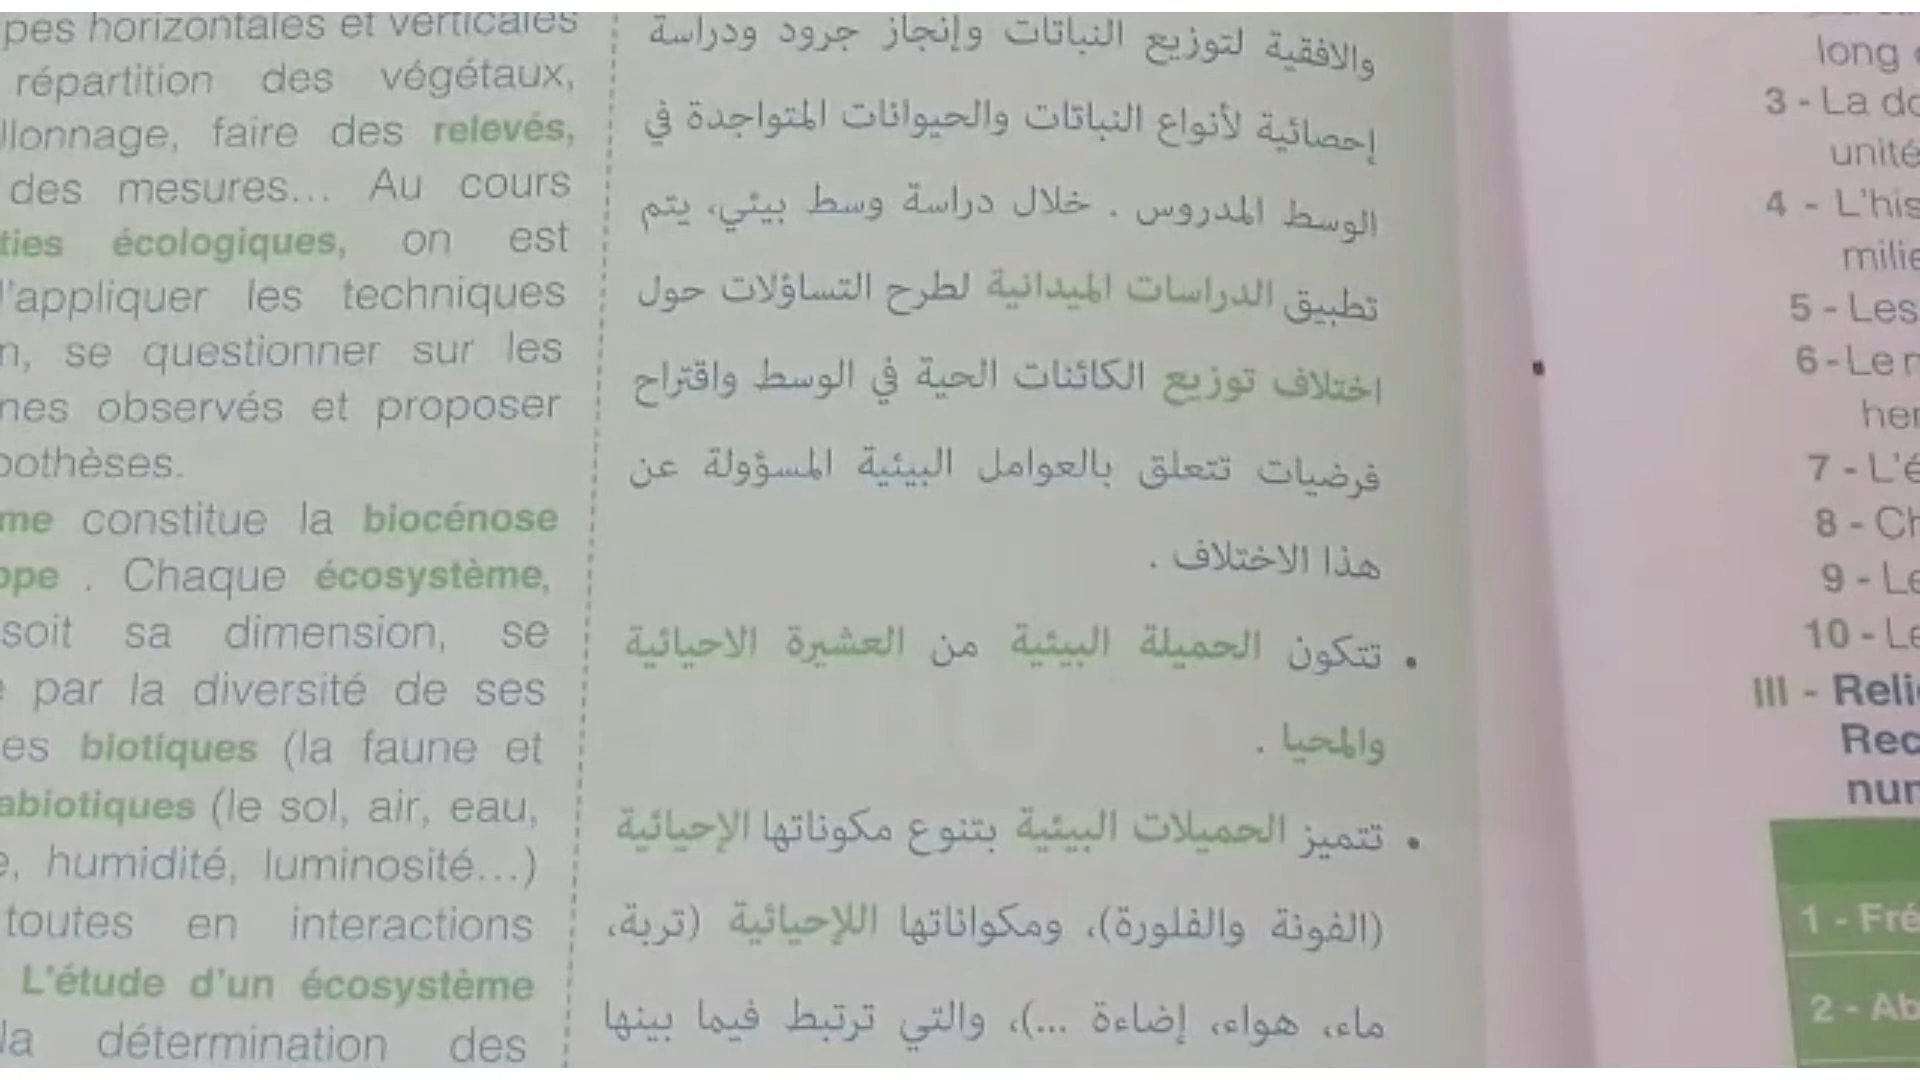 pes horizontales et verticales
répartition des végétaux,
llonnage, faire des relevés,
des mesures... Au cours
ties écologiques, on est
d'appliquer les techniques
n, se questionner sur les
nes observés et proposer
pothèses.
me constitue la biocénose
ope . Chaque écosystème,
soit sa dimension, se
e par la diversité de ses
es biotiques (la faune et
abiotiques (le sol, air, eau,
e, humidité, luminosité...)
toutes en interactions
L'étude d'un écosystème
la détermination des
والافقية لتوزيع النباتات وإنجاز جرود ودراسة
إحصائية لأنواع النباتات والحيوانات المتواجدة في
الوسط المدروس . خلال دراسة وسط بيئي، يتم
تطبيق الدراسات الميدانية لطرح التساؤلات حول
اختلاف توزيع الكائنات الحية في الوسط واقتراح
فرضيات تتعلق بالعوامل البيئية المسؤولة عن
هذا الاختلاف .
• تتكون الحميلة البيئية من العشيرة الاحيائية
والمحيا .
• تتميز الحميلات البيئية بتنوع مكوناتها الإحيائية
(الفونة والفلورة)، ومكواناتها اللاحيائية (تربة،
ماء، هواء، إضاءة ...)، والتي ترتبط فيما بينها
long
3 - La do
unité
4 - L'his
milie
5 - Les
6 - Le r
her
7 - L'é
8 - Ch
9 - Le
10 - Le
III - Reli
Rec
nur
1 - Fré
2 - Ab